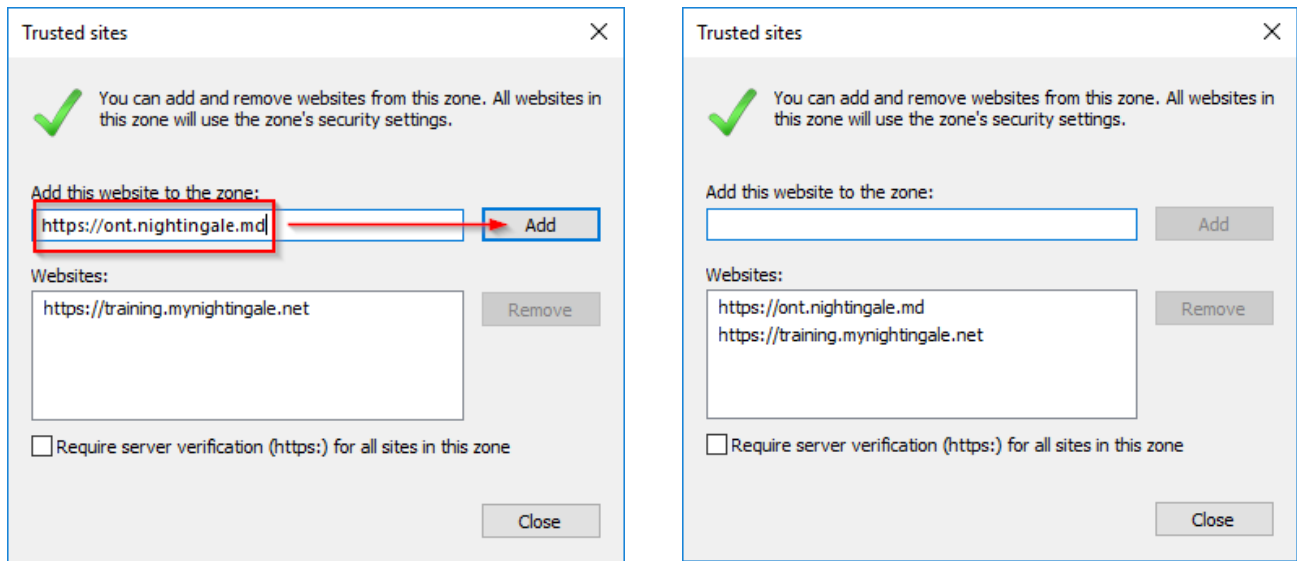 Trusted sites
You can add and remove websites from this zone. All websites in
this zone will use the zone's security settings.
Add this website to the zone:
https://ont.nightingale.md
Add
Websites:
https://training.mynightingale.net
Remove
Require server verification (https:) for all sites in this zone
Close
Trusted sites
You can add and remove websites from this zone. All websites in
this zone will use the zone's security settings.
Add this website to the zone:
Add
Websites:
https://ont.nightingale.md
https://training.mynightingale.net
Remove
Require server verification (https:) for all sites in this zone
Close